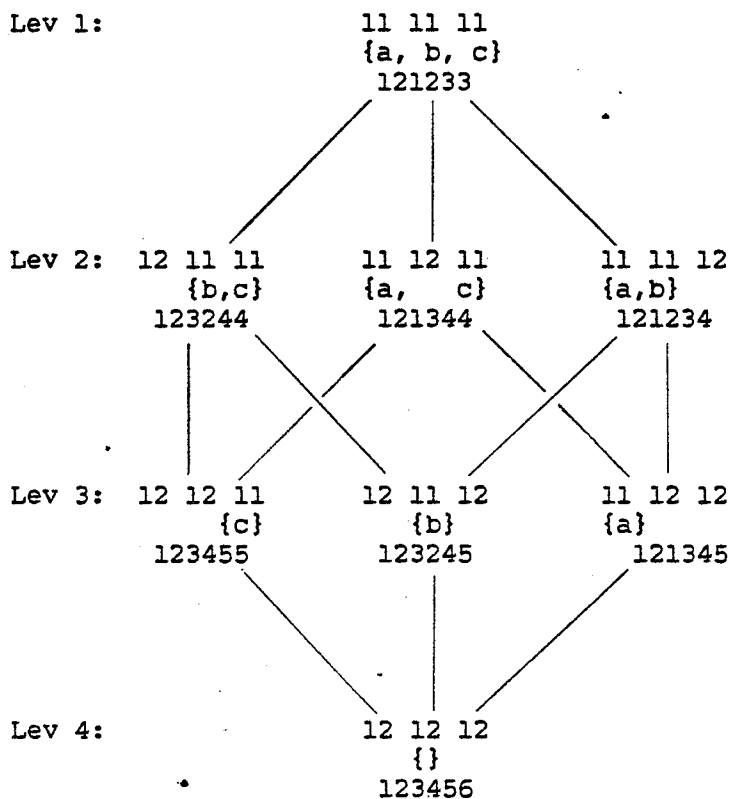 Lev 1: 11 11 11
{a, b, c}
121233
Lev 2: 12 11 11 11 12 11 11 11 12
{b,c} {a, c} {a,b}
123244 121344 121234
Lev 3: 12 12 11 12 11 12 11 12 12
{c} {b} {a}
123455 123245 121345
Lev 4: 12 12 12
{}
123456